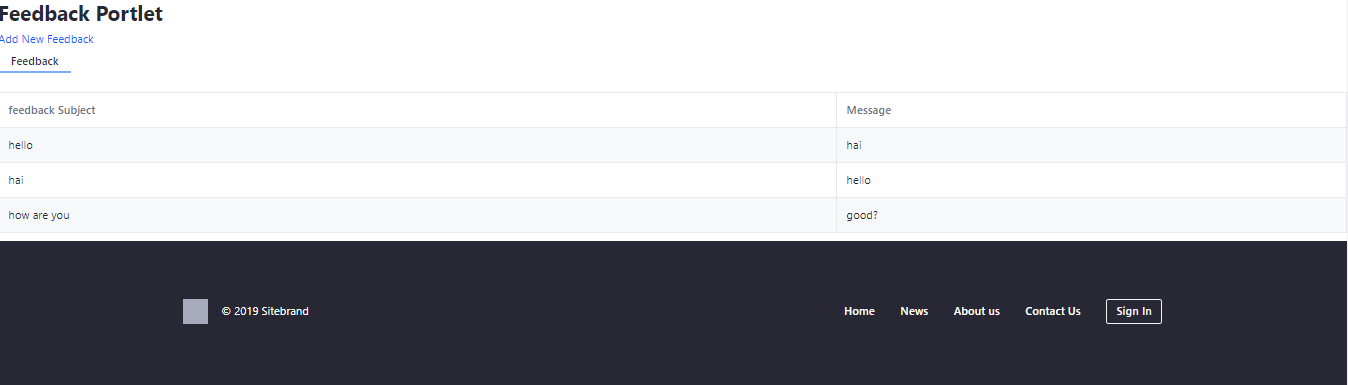 Feedback Portlet
Add New Feedback
Feedback
feedback Subject Message
hello hai
hai hello
how are you good?
© 2019 Sitebrand Home News About us Contact Us Sign In